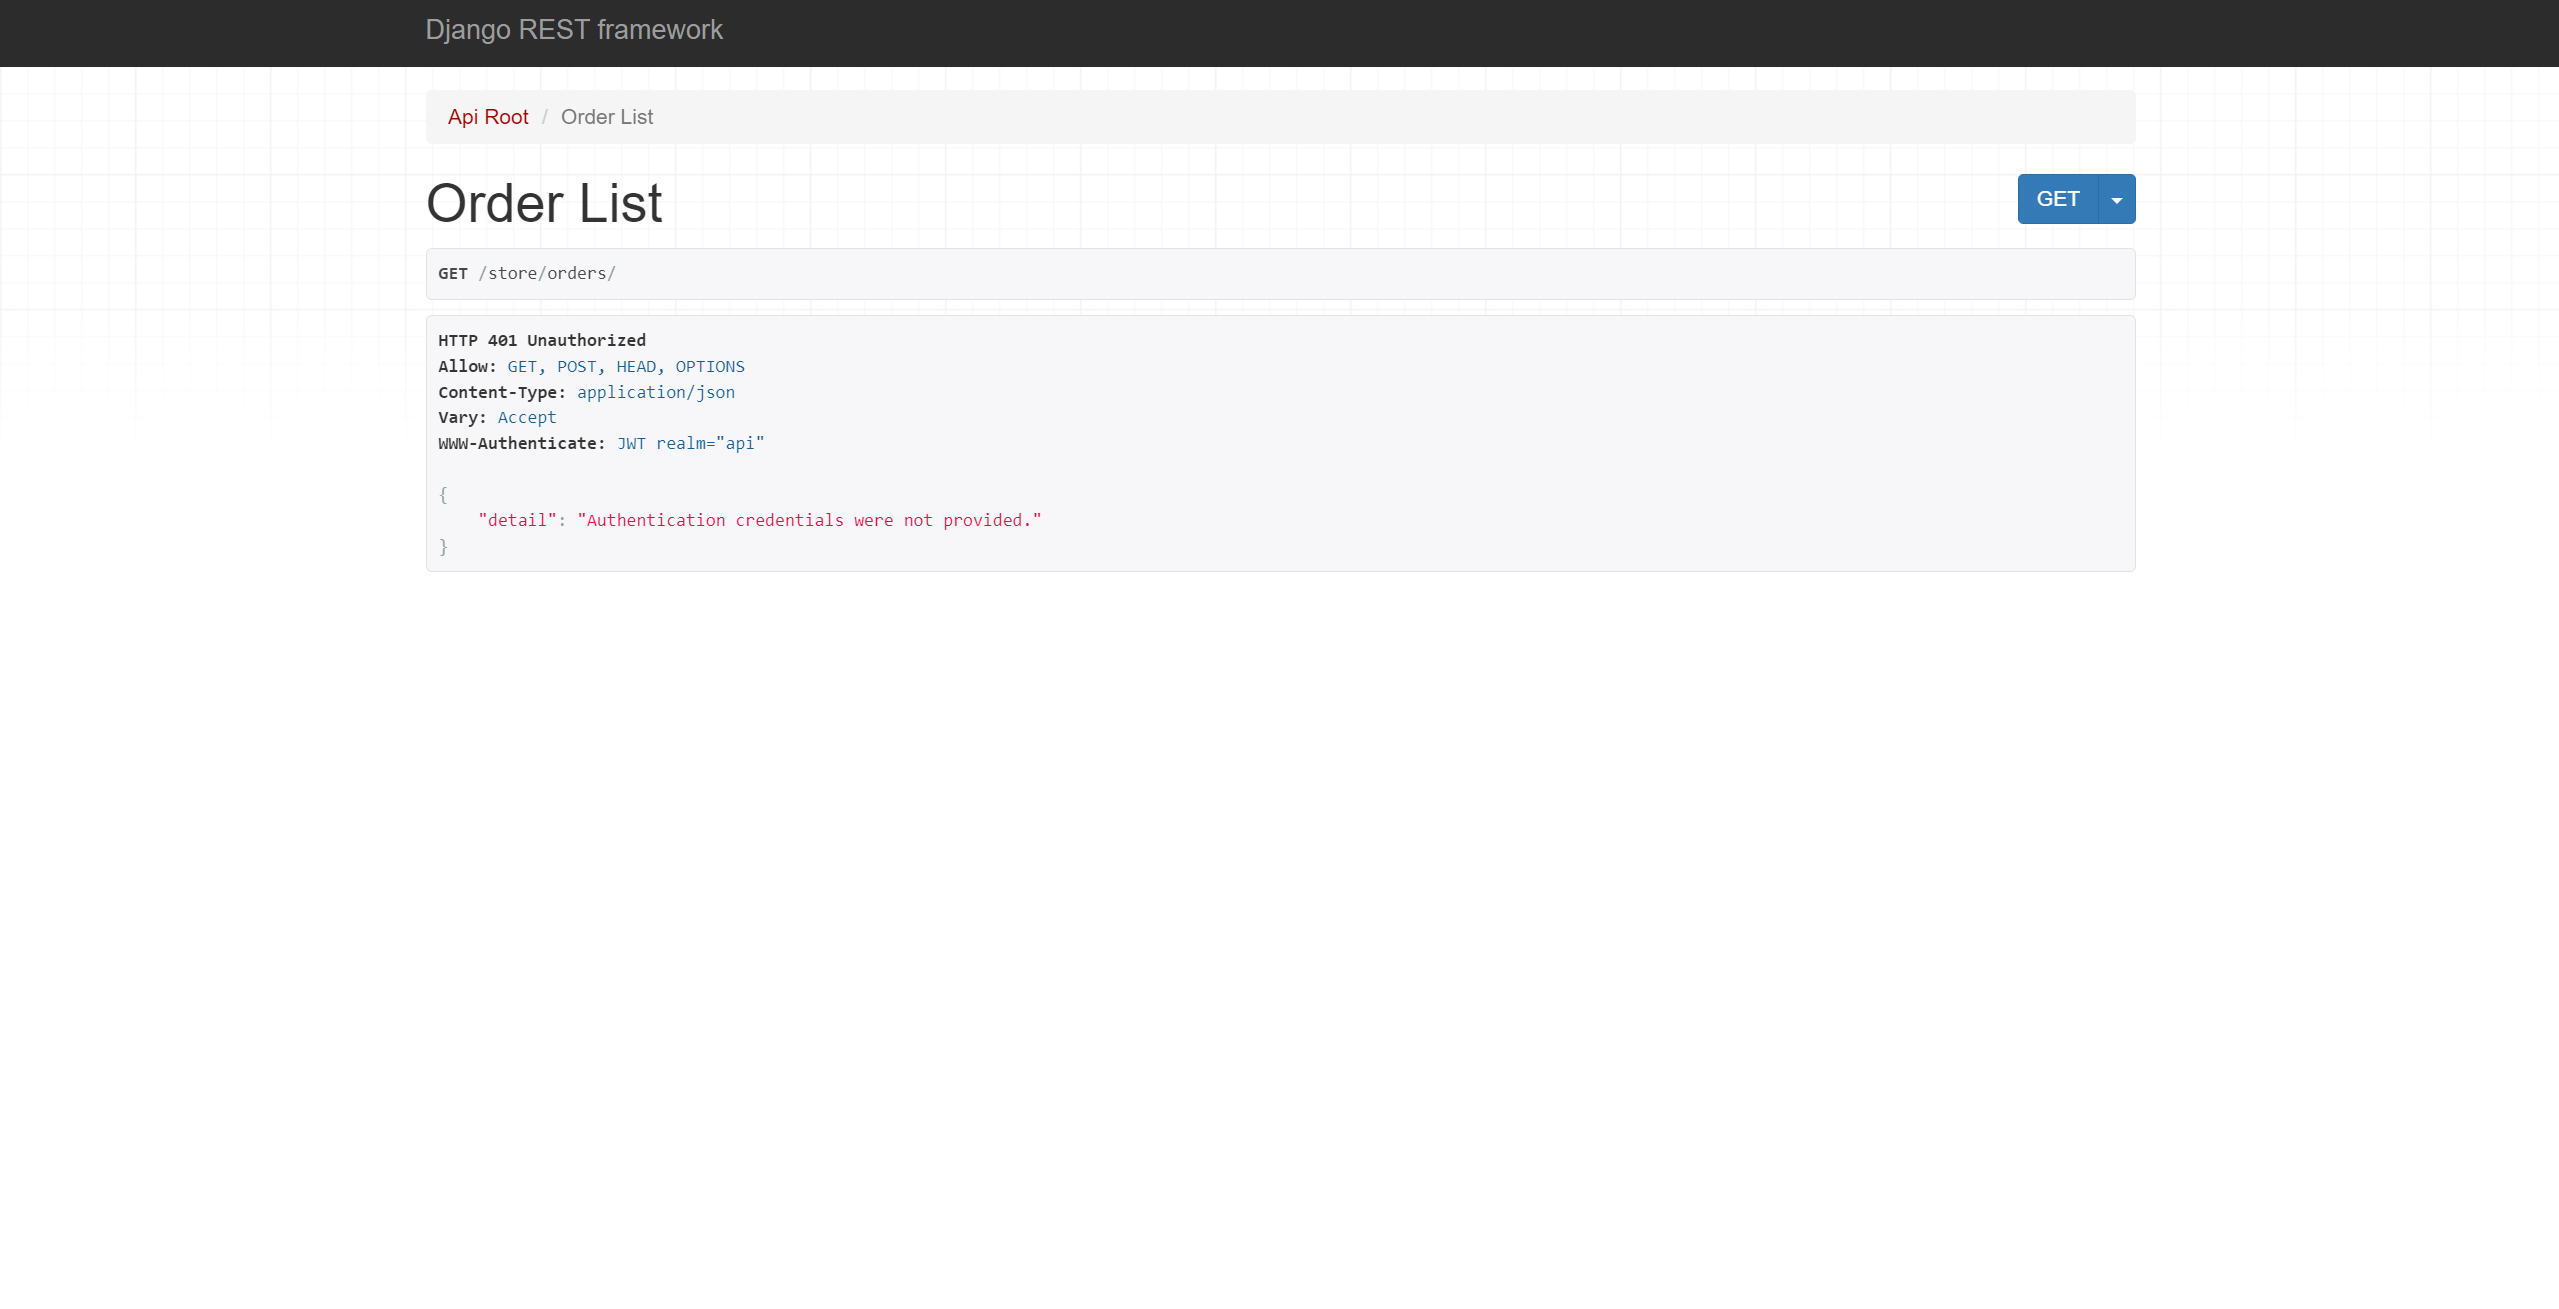 Django REST framework
Api Root / Order List
Order List
GET
GET /store/orders/
HTTP 401 Unauthorized
Allow: GET, POST, HEAD, OPTIONS
Content-Type: application/json
Vary: Accept
WWW-Authenticate: JWT realm="api"
{
    "detail": "Authentication credentials were not provided."
}